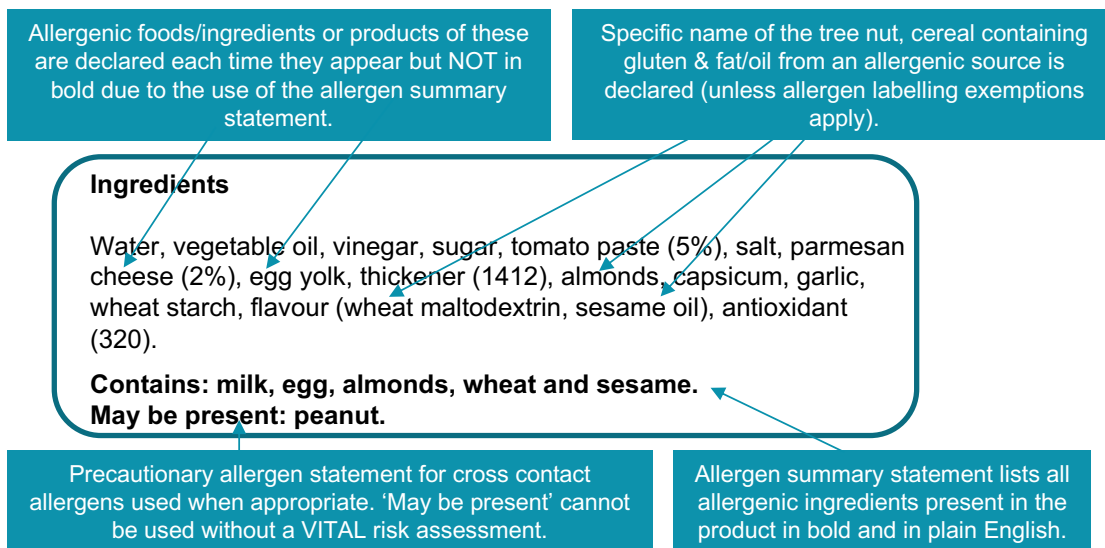 Allergenic foods/ingredients or products of these
are declared each time they appear but NOT in
bold due to the use of the allergen summary
statement.
Specific name of the tree nut, cereal containing
gluten & fat/oil from an allergenic source is
declared (unless allergen labelling exemptions
apply).
Ingredients
Water, vegetable oil, vinegar, sugar, tomato paste (5%), salt, parmesan
cheese (2%), egg yolk, thickener (1412), almonds, capsicum, garlic,
wheat starch, flavour (wheat maltodextrin, sesame oil), antioxidant
(320).
Contains: milk, egg, almonds, wheat and sesame.
May be present: peanut.
Precautionary allergen statement for cross contact
allergens used when appropriate. ‘May be present’ cannot
be used without a VITAL risk assessment.
Allergen summary statement lists all
allergenic ingredients present in the
product in bold and in plain English.